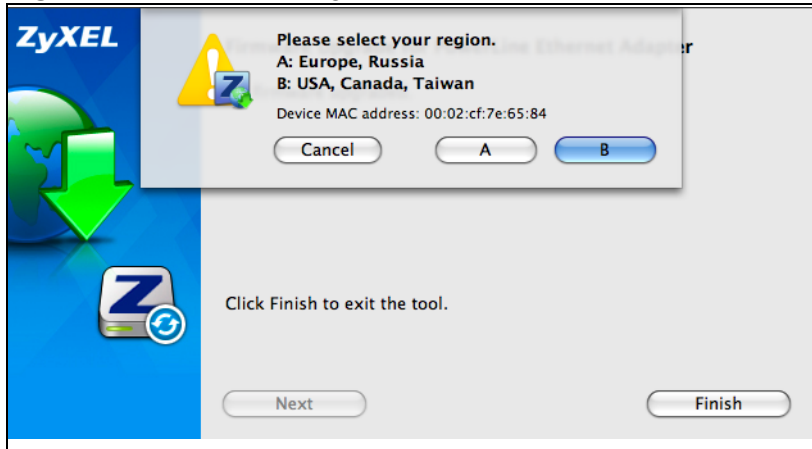 ZyXEL
Please select your region.
A: Europe, Russia
B: USA, Canada, Taiwan
Device MAC address: 00:02:cf:7e:65:84
Cancel
A
B
Click Finish to exit the tool.
Next
Finish